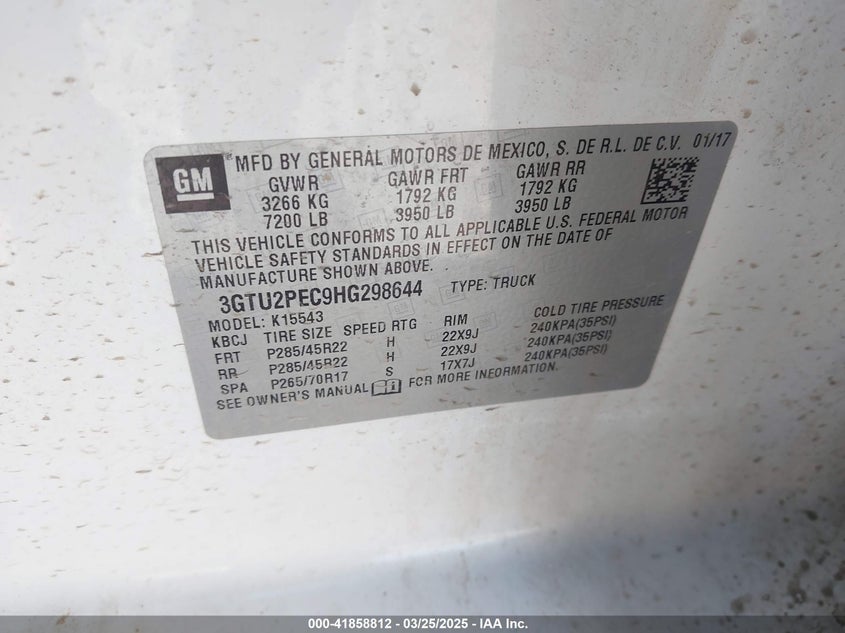 GM
MFD BY GENERAL MOTORS DE MEXICO, S. DE R.L. DE C.V. 01/17
GVWR GAWR FRT GAWR RR
3266 KG 1792 KG 1792 KG
7200 LB 3950 LB 3950 LB
THIS VEHICLE CONFORMS TO ALL APPLICABLE U.S. FEDERAL MOTOR
VEHICLE SAFETY STANDARDS IN EFFECT ON THE DATE OF
MANUFACTURE SHOWN ABOVE.
3GTU2PEC9HG298644 TYPE: TRUCK
MODEL: K15543
KBCJ TIRE SIZE SPEED RTG RIM COLD TIRE PRESSURE
FRT P285/45R22 H 22X9J 240KPA(35PSI)
RR P285/45R22 H 22X9J 240KPA(35PSI)
SPA P265/70R17 S 17X7J 240KPA(35PSI)
SEE OWNER'S MANUAL FOR MORE INFORMATION.
000-41858812 - 03/25/2025 - IAA Inc.